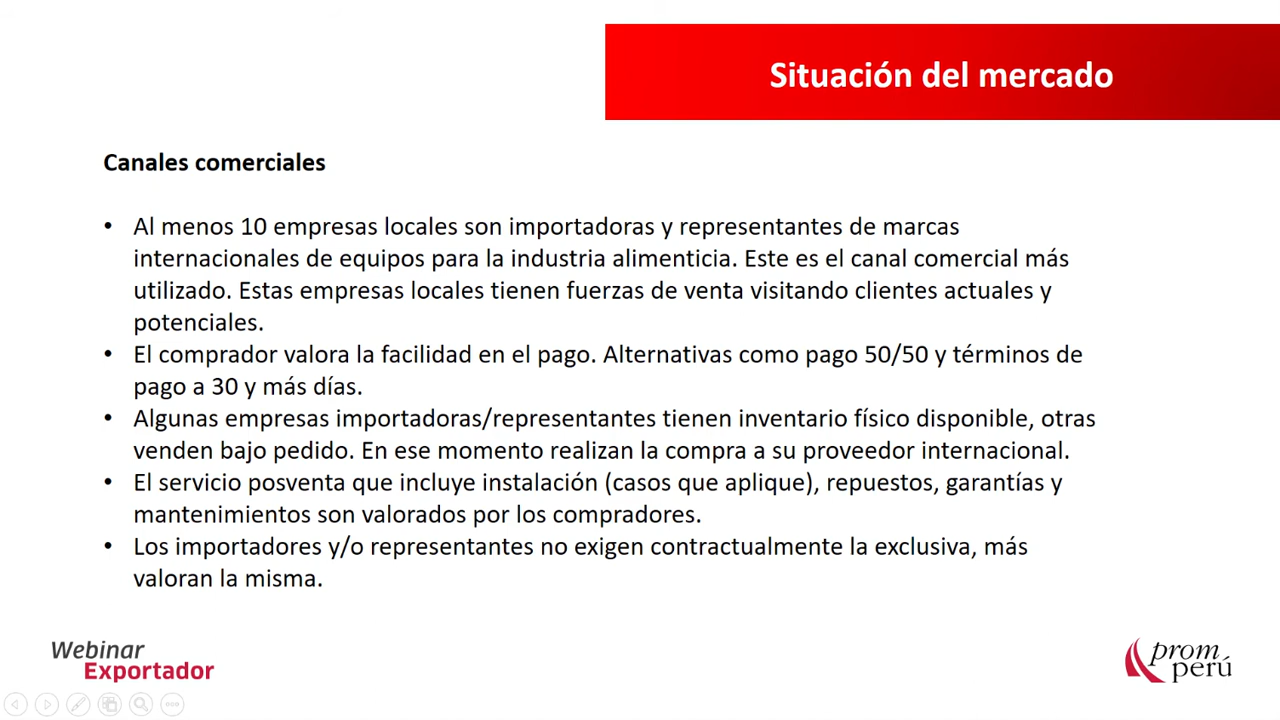 Situación del mercado
Canales comerciales
• Al menos 10 empresas locales son importadoras y representantes de marcas
internacionales de equipos para la industria alimenticia. Este es el canal comercial más
utilizado. Estas empresas locales tienen fuerzas de venta visitando clientes actuales y
potenciales.
• El comprador valora la facilidad en el pago. Alternativas como pago 50/50 y términos de
pago a 30 y más días.
• Algunas empresas importadoras/representantes tienen inventario físico disponible, otras
venden bajo pedido. En ese momento realizan la compra a su proveedor internacional.
• El servicio posventa que incluye instalación (casos que aplique), repuestos, garantías y
mantenimientos son valorados por los compradores.
• Los importadores y/o representantes no exigen contractualmente la exclusiva, más
valoran la misma.
Webinar
Exportador
prom
perú